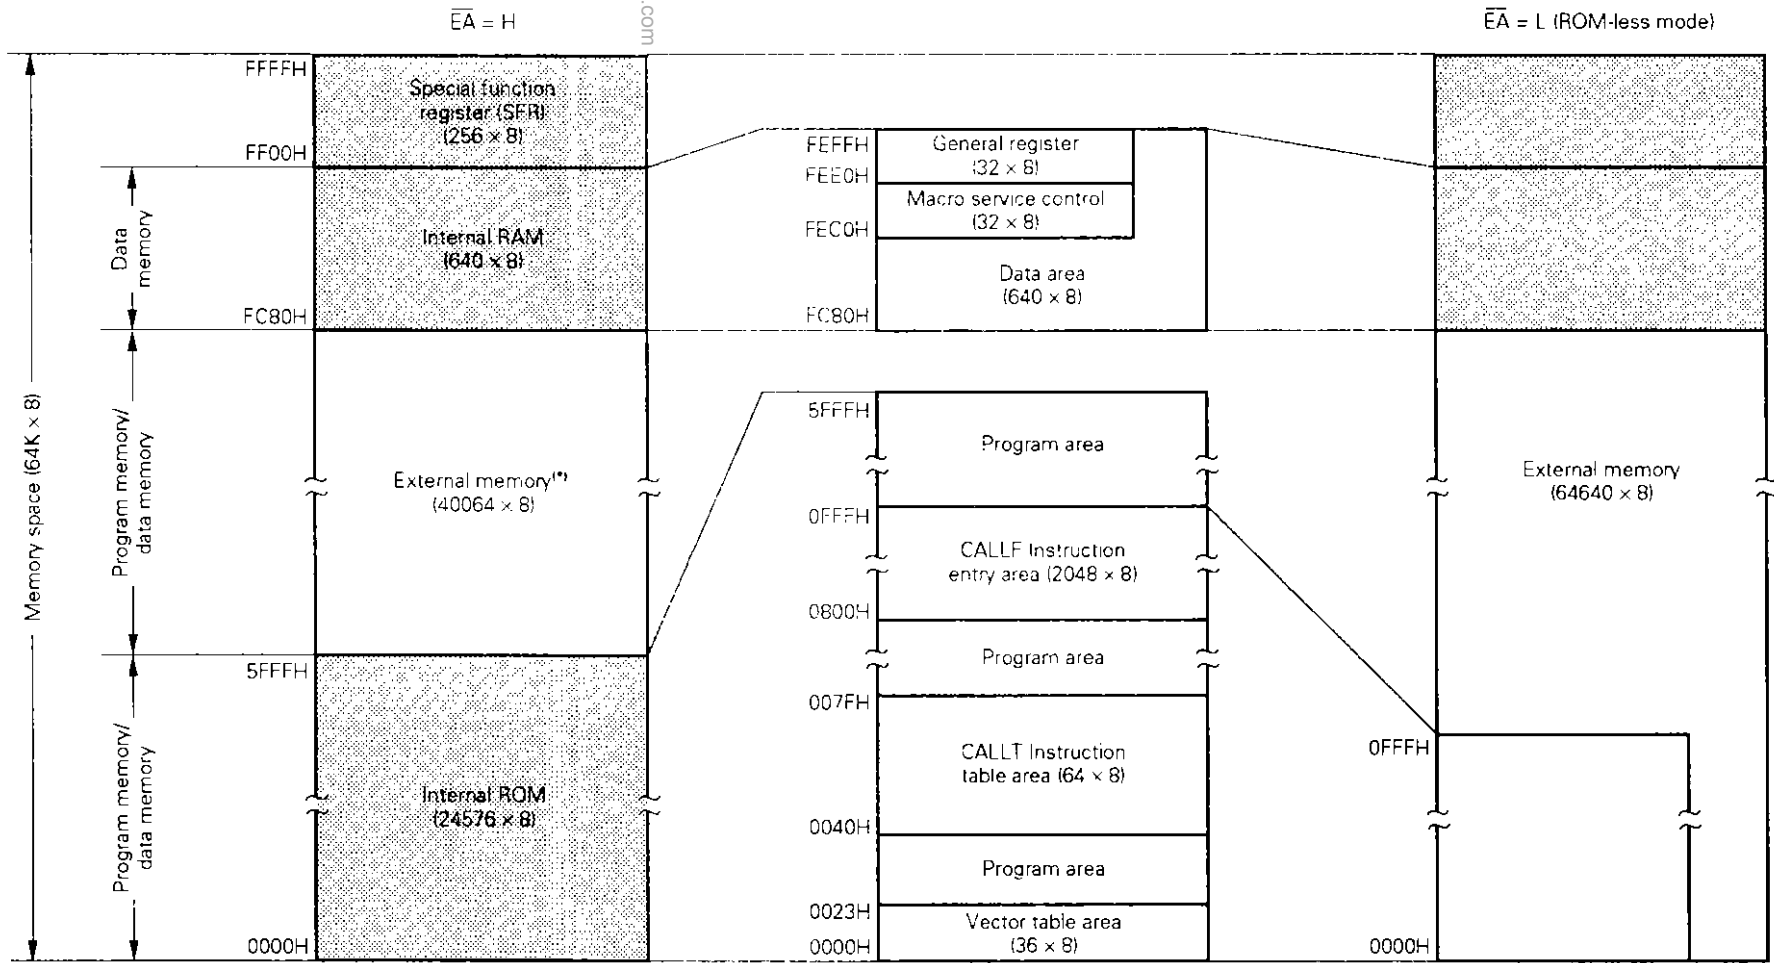 EA = H
.com
EA = L (ROM-less mode)
Memory space (64K × 8)
Data
memory
Program memory/
data memory
Program memory/
data memory
FFFFH
Special function
register (SFR)
(256 × 8)
FF00H
Internal RAM
(640 × 8)
FC80H
External memory(*)
(40064 × 8)
5FFFH
Internal ROM
(24576 × 8)
0000H
FEFFH
General register
(32 × 8)
FEE0H
Macro service control
(32 × 8)
FEC0H
Data area
(640 × 8)
FC80H
5FFFH
Program area
0FFFH
CALLF Instruction
entry area (2048 × 8)
0800H
Program area
007FH
CALLT Instruction
table area (64 × 8)
0040H
Program area
0023H
Vector table area
(36 × 8)
0000H
External memory
(64640 × 8)
0FFFH
0000H